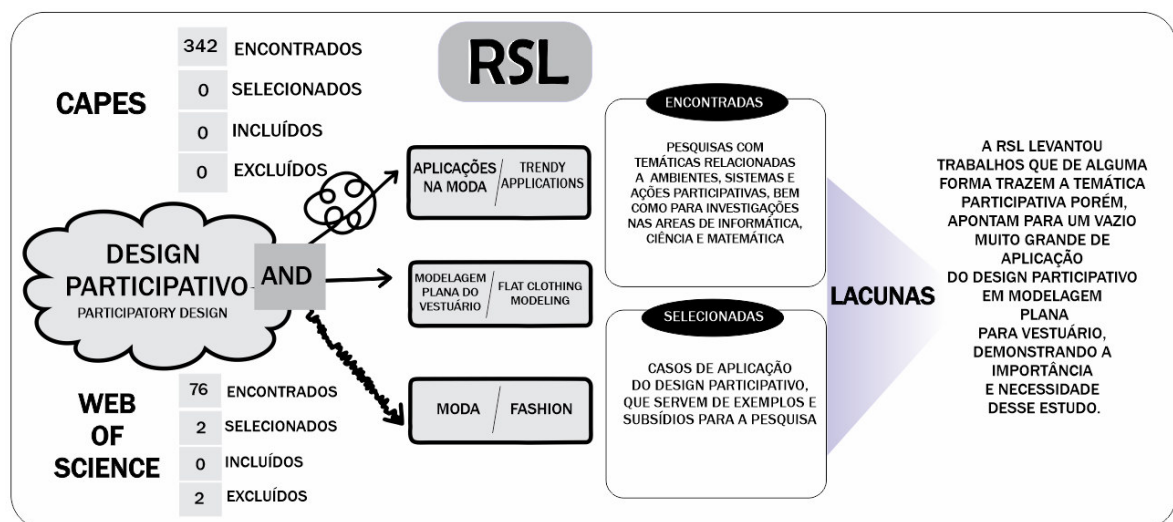 RSL
CAPES
342 ENCONTRADOS
0 SELECIONADOS
0 INCLUÍDOS
0 EXCLUÍDOS
DESIGN
PARTICIPATIVO
PARTICIPATORY DESIGN
AND
WEB
OF
SCIENCE
76 ENCONTRADOS
2 SELECIONADOS
0 INCLUÍDOS
2 EXCLUÍDOS
APLICAÇÕES
NA MODA
/
TRENDY
APPLICATIONS
MODELAGEM
PLANA DO
VESTUÁRIO
/
FLAT CLOTHING
MODELING
MODA / FASHION
ENCONTRADAS
PESQUISAS COM
TEMÁTICAS RELACIONADAS
A AMBIENTES, SISTEMAS E
AÇÕES PARTICIPATIVAS, BEM
COMO PARA INVESTIGAÇÕES
NAS AREAS DE INFORMÁTICA,
CIÊNCIA E MATEMÁTICA
SELECIONADAS
CASOS DE APLICAÇÃO
DO DESIGN PARTICIPATIVO,
QUE SERVEM DE EXEMPLOS E
SUBSÍDIOS PARA A PESQUISA
LACUNAS
A RSL LEVANTOU
TRABALHOS QUE DE ALGUMA
FORMA TRAZEM A TEMÁTICA
PARTICIPATIVA PORÉM,
APONTAM PARA UM VAZIO
MUITO GRANDE DE
APLICAÇÃO
DO DESIGN PARTICIPATIVO
EM MODELAGEM
PLANA
PARA VESTUÁRIO,
DEMONSTRANDO A
IMPORTÂNCIA
E NECESSIDADE
DESSE ESTUDO.